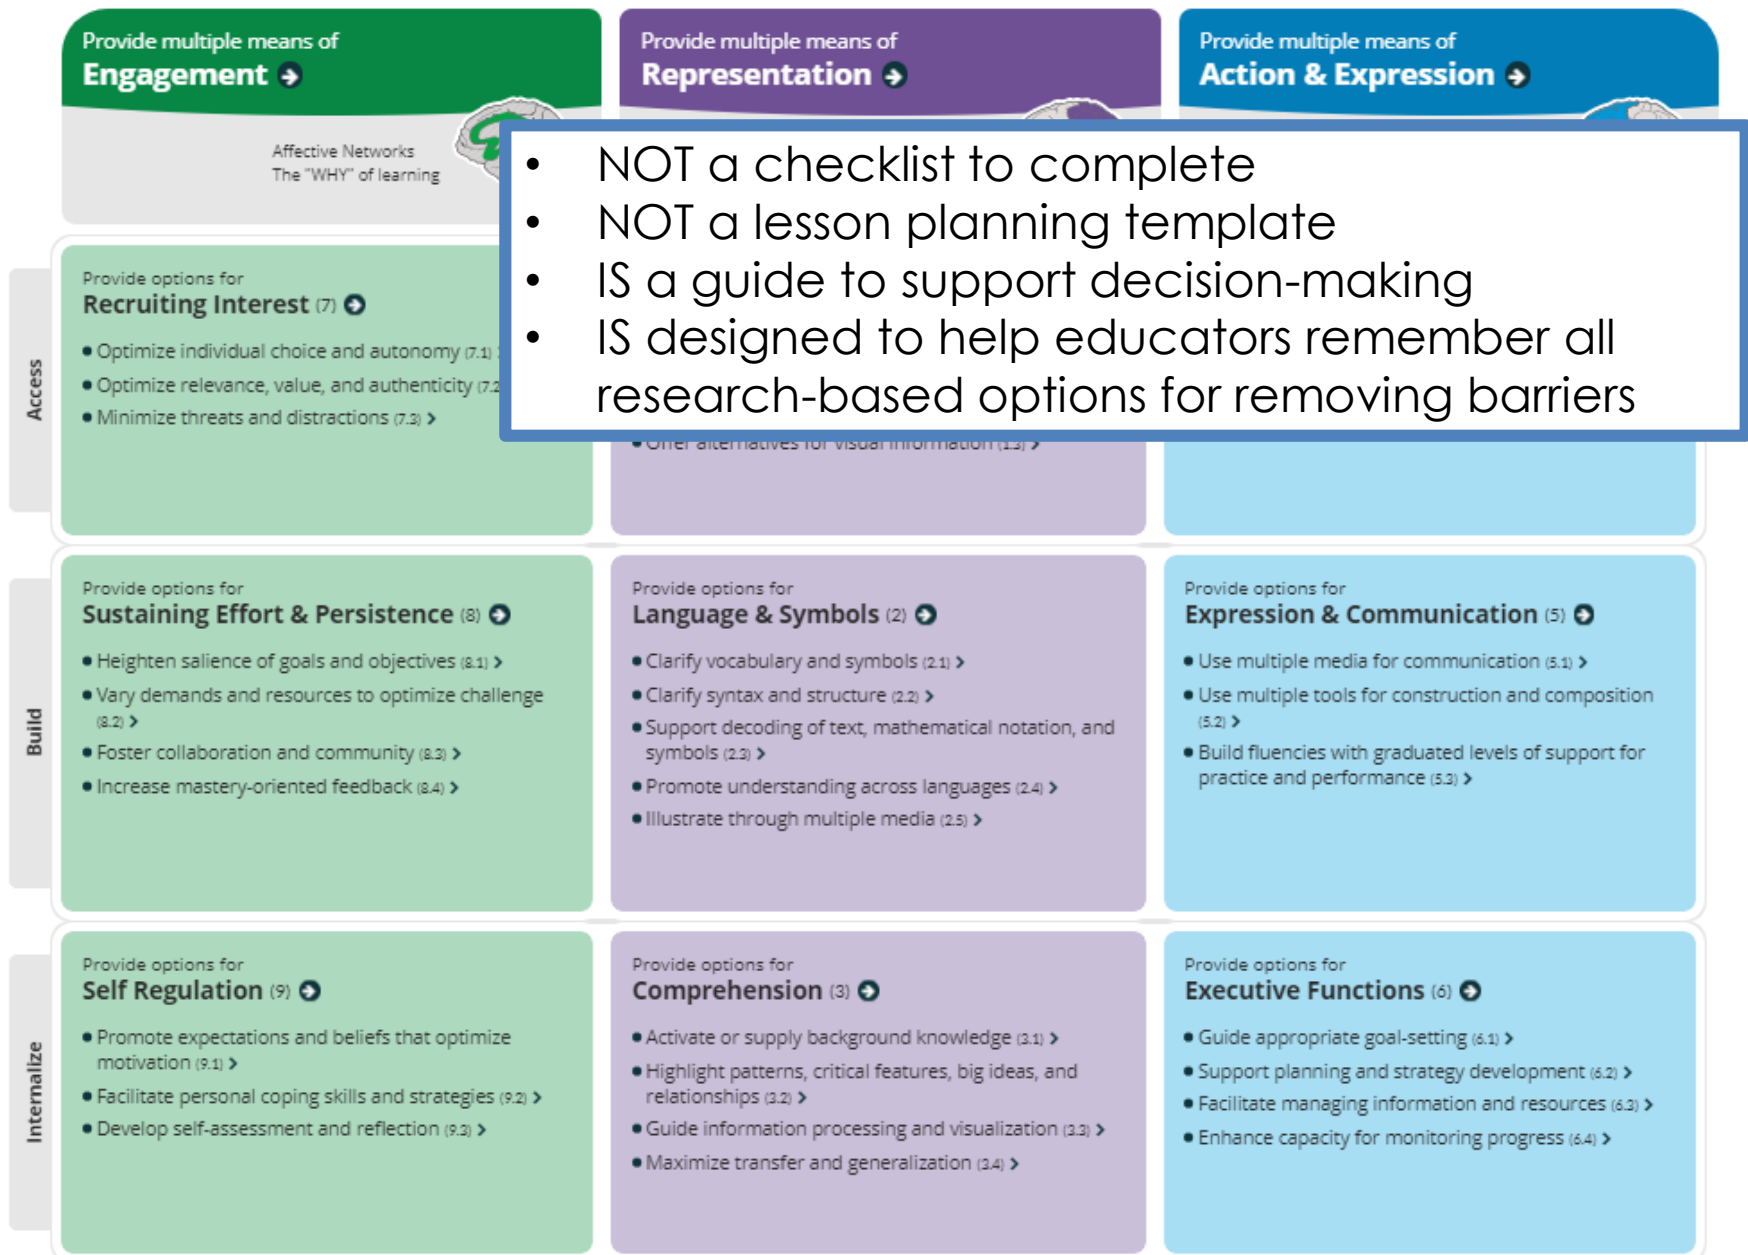 Provide multiple means of
Engagement
Provide multiple means of
Representation
Provide multiple means of
Action & Expression
Affective Networks
The "WHY" of learning
• NOT a checklist to complete
• NOT a lesson planning template
• IS a guide to support decision-making
• IS designed to help educators remember all
research-based options for removing barriers
Access
Provide options for
Recruiting Interest (7)
• Optimize individual choice and autonomy (7.1)
• Optimize relevance, value, and authenticity (7.2
• Minimize threats and distractions (7.3) >
• Offer alternatives for visual information (1.3) >
Build
Provide options for
Sustaining Effort & Persistence (8)
• Heighten salience of goals and objectives (8.1) >
• Vary demands and resources to optimize challenge
(8.2) >
• Foster collaboration and community (8.3) >
• Increase mastery-oriented feedback (8.4) >
Provide options for
Language & Symbols (2)
• Clarify vocabulary and symbols (2.1) >
• Clarify syntax and structure (2.2) >
• Support decoding of text, mathematical notation, and
symbols (2.3) >
• Promote understanding across languages (2.4) >
• Illustrate through multiple media (2.5) >
Provide options for
Expression & Communication (5)
• Use multiple media for communication (5.1) >
• Use multiple tools for construction and composition
(5.2) >
• Build fluencies with graduated levels of support for
practice and performance (5.3) >
Internalize
Provide options for
Self Regulation (9)
• Promote expectations and beliefs that optimize
motivation (9.1) >
• Facilitate personal coping skills and strategies (9.2) >
• Develop self-assessment and reflection (9.3) >
Provide options for
Comprehension (3)
• Activate or supply background knowledge (3.1) >
• Highlight patterns, critical features, big ideas, and
relationships (3.2) >
• Guide information processing and visualization (3.3) >
• Maximize transfer and generalization (3.4) >
Provide options for
Executive Functions (6)
• Guide appropriate goal-setting (6.1) >
• Support planning and strategy development (6.2) >
• Facilitate managing information and resources (6.3) >
• Enhance capacity for monitoring progress (6.4) >